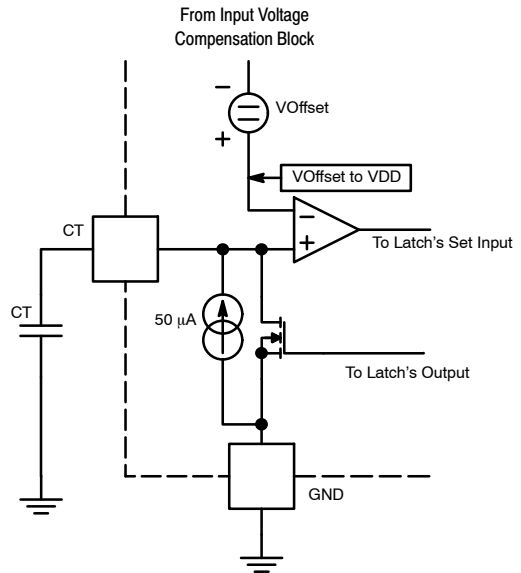 From Input Voltage
Compensation Block
−
VOffset
+
VOffset to VDD
−
CT
+
To Latch's Set Input
CT
50 µA
To Latch's Output
GND